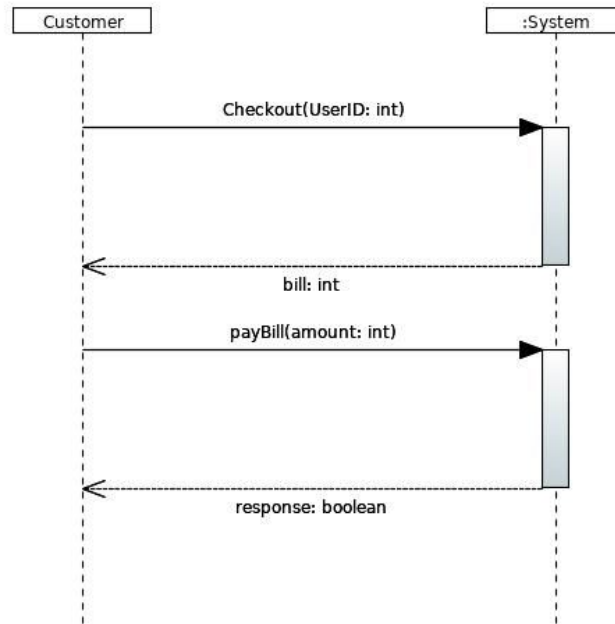 Customer
:System
Checkout(UserID: int)
bill: int
payBill(amount: int)
response: boolean